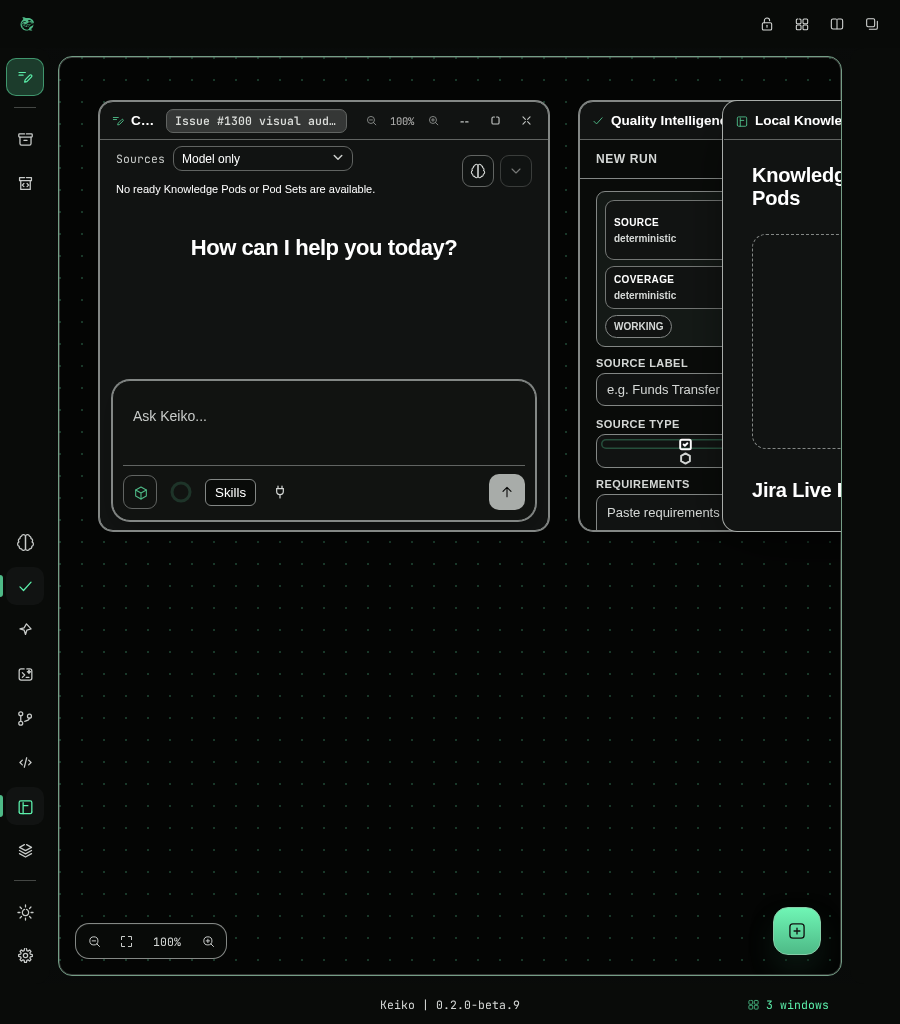 C...
Issue #1300 visual aud…
100%
Sources
Model only
No ready Knowledge Pods or Pod Sets are available.
How can I help you today?
Ask Keiko...
Skills
Quality Intelligenc
NEW RUN
SOURCE
deterministic
COVERAGE
deterministic
WORKING
SOURCE LABEL
e.g. Funds Transfer
SOURCE TYPE
REQUIREMENTS
Paste requirements
Local Knowle
Knowledg
Pods
Jira Live
100%
Keiko | 0.2.0-beta.9
3 windows